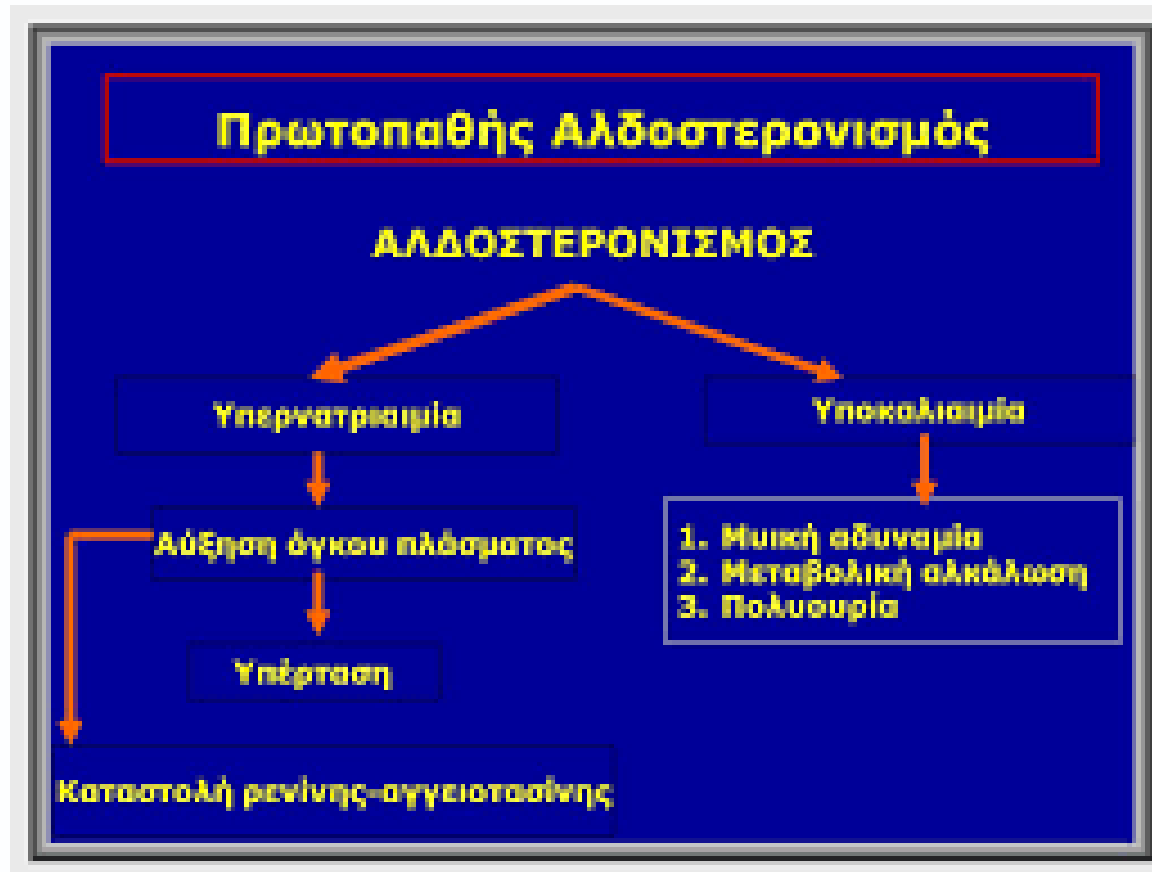 Πρωτοπαθής Αλδοστερονισμός
ΑΛΔΟΣΤΕΡΟΝΙΣΜΟΣ
Υπερνατριαιμία
Αύξηση όγκου πλάσματος
Υπέρταση
Καταστολή ρενίνης-αγγειοτασίνης
Υποκαλιαιμία
1. Μυική αδυναμία
2. Μεταβολική αλκάλωση
3. Πολυουρία